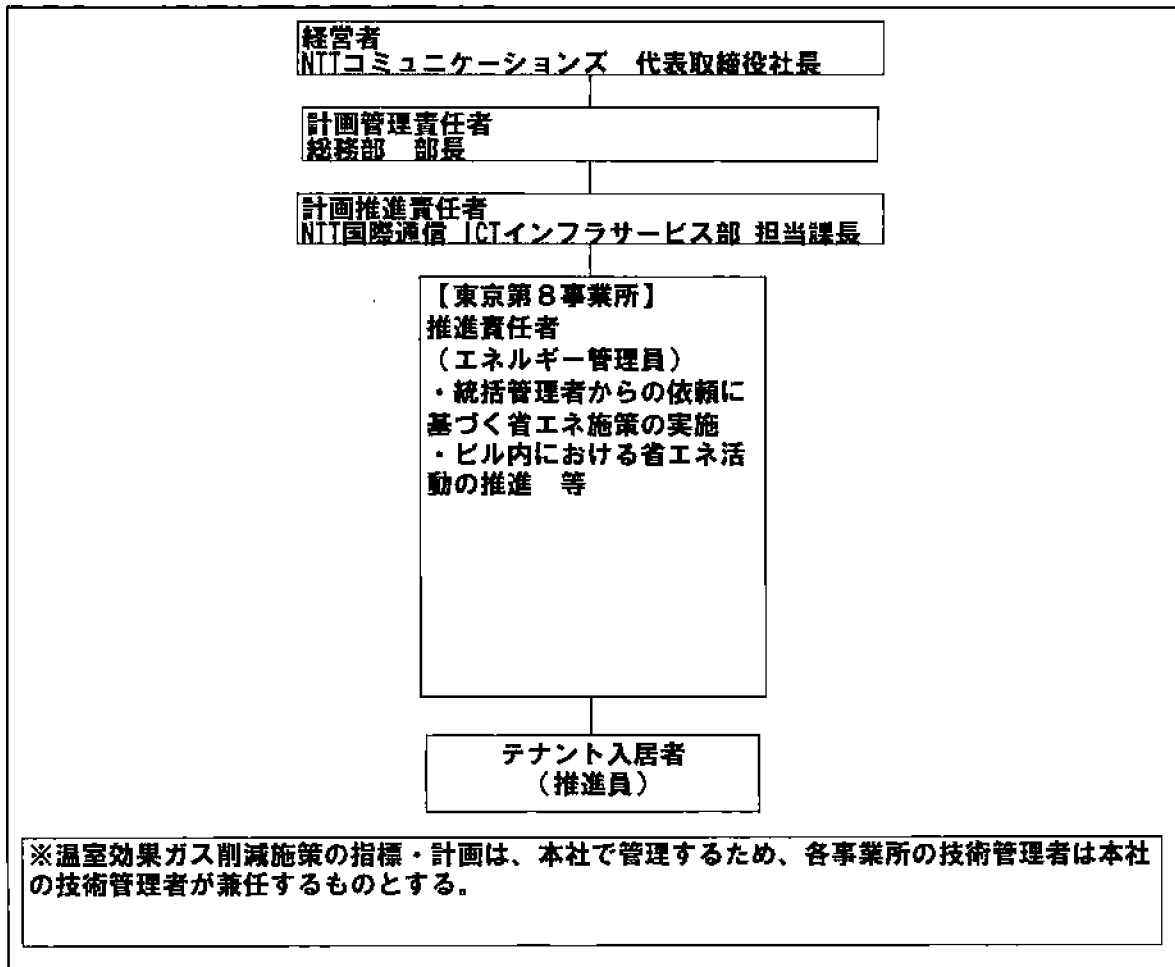 経営者
NTTコミュニケーションズ　代表取締役社長
計画管理責任者
総務部　部長
計画推進責任者
NTT国際通信 ICTインフラサービス部 担当課長
【東京第８事業所】
推進責任者
（エネルギー管理員）
・統括管理者からの依頼に
基づく省エネ施策の実施
・ビル内における省エネ活
動の推進　等
テナント入居者
（推進員）
※温室効果ガス削減施策の指標・計画は、本社で管理するため、各事業所の技術管理者は本社
の技術管理者が兼任するものとする。